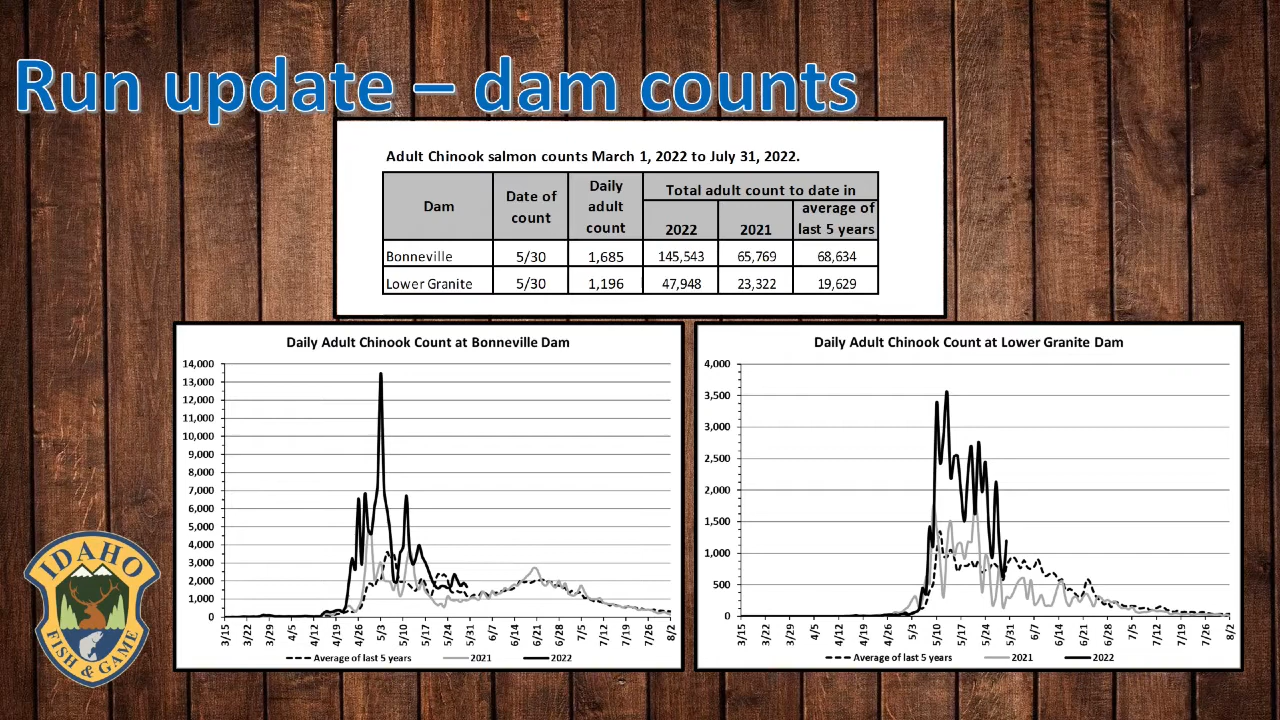 Run update – dam counts
Adult Chinook salmon counts March 1, 2022 to July 31, 2022.
Dam
Date of count
Daily adult count
Total adult count to date in
2022
2021
average of last 5 years
Bonneville 5/30 1,685 145,543 65,769 68,634
Lower Granite 5/30 1,196 47,948 23,322 19,629
Daily Adult Chinook Count at Bonneville Dam
14,000
13,000
12,000
11,000
10,000
9,000
8,000
7,000
6,000
5,000
4,000
3,000
2,000
1,000
0
3/15 3/22 3/29 4/5 4/12 4/19 4/26 5/3 5/10 5/17 5/24 5/31 6/7 6/14 6/21 6/28 7/5 7/12 7/19 7/26 8/2
Average of last 5 years 2021 2022
Daily Adult Chinook Count at Lower Granite Dam
4,000
3,500
3,000
2,500
2,000
1,500
1,000
500
0
3/15 3/22 3/29 4/5 4/12 4/19 4/26 5/3 5/10 5/17 5/24 5/31 6/7 6/14 6/21 6/28 7/5 7/12 7/19 7/26 8/2
Average of last 5 years 2021 2022
IDAHO
FISH & GAME